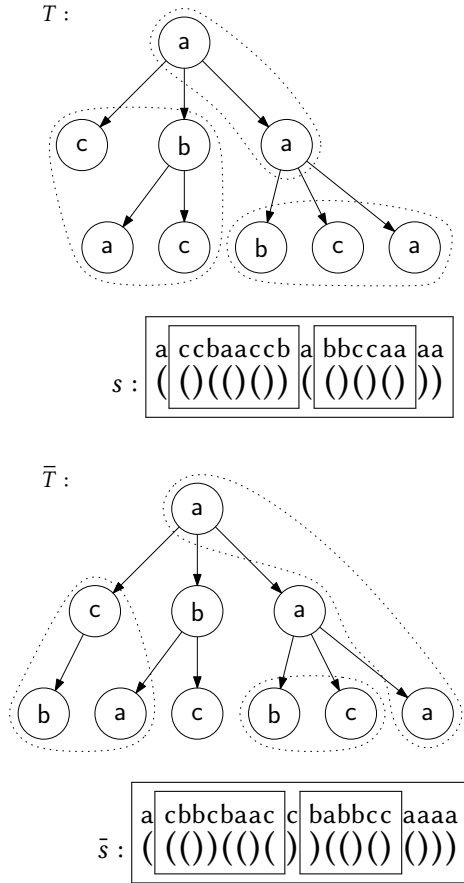 T :
a
c b a
a c b c a
a ccbaaccb a bbccaa aa
s : ( ()(()()) ( ()()() ))
T̅ :
a
c b a
b a c b c a
a cbbcbaac c babbcc aaaa
s̄ : ( (())(()( ) )(()() ()))